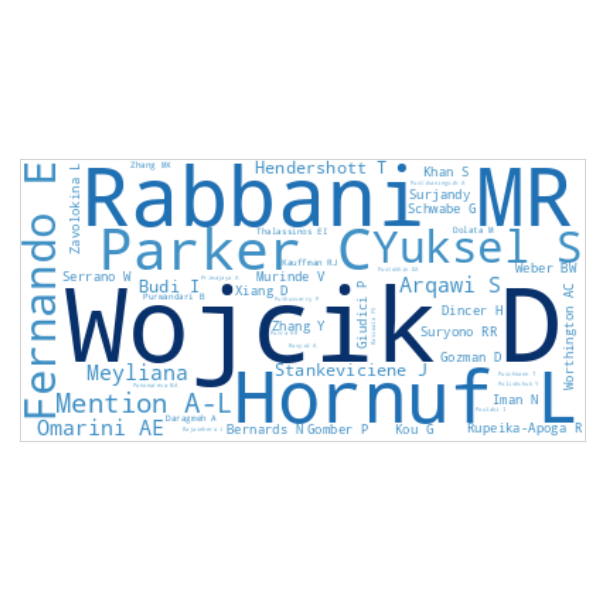 Fernando E
Zavolokina L
Zhang MX
Rabbani MR
Hendershott T
Khan S
Surjandy
Schwabe G
Thalassinos EI
Dolata M
Parker C
Yuksel S
Kauffman RJ
Weber BW
Serrano W
Murinde V
Budi I
Xiang D
Purwandari B
Giudici P
Arqawi S
Worthington AC
Wojcik D
Dincer H
Zhang Y
Suryono RR
Gozman D
Meyliana
Stankeviciene J
Mention A-L
Hornuf L
Iman N
Omarini AE
Daragmeh A
Bernards N
Gomber P
Kou G
Rupeika-Apoga R